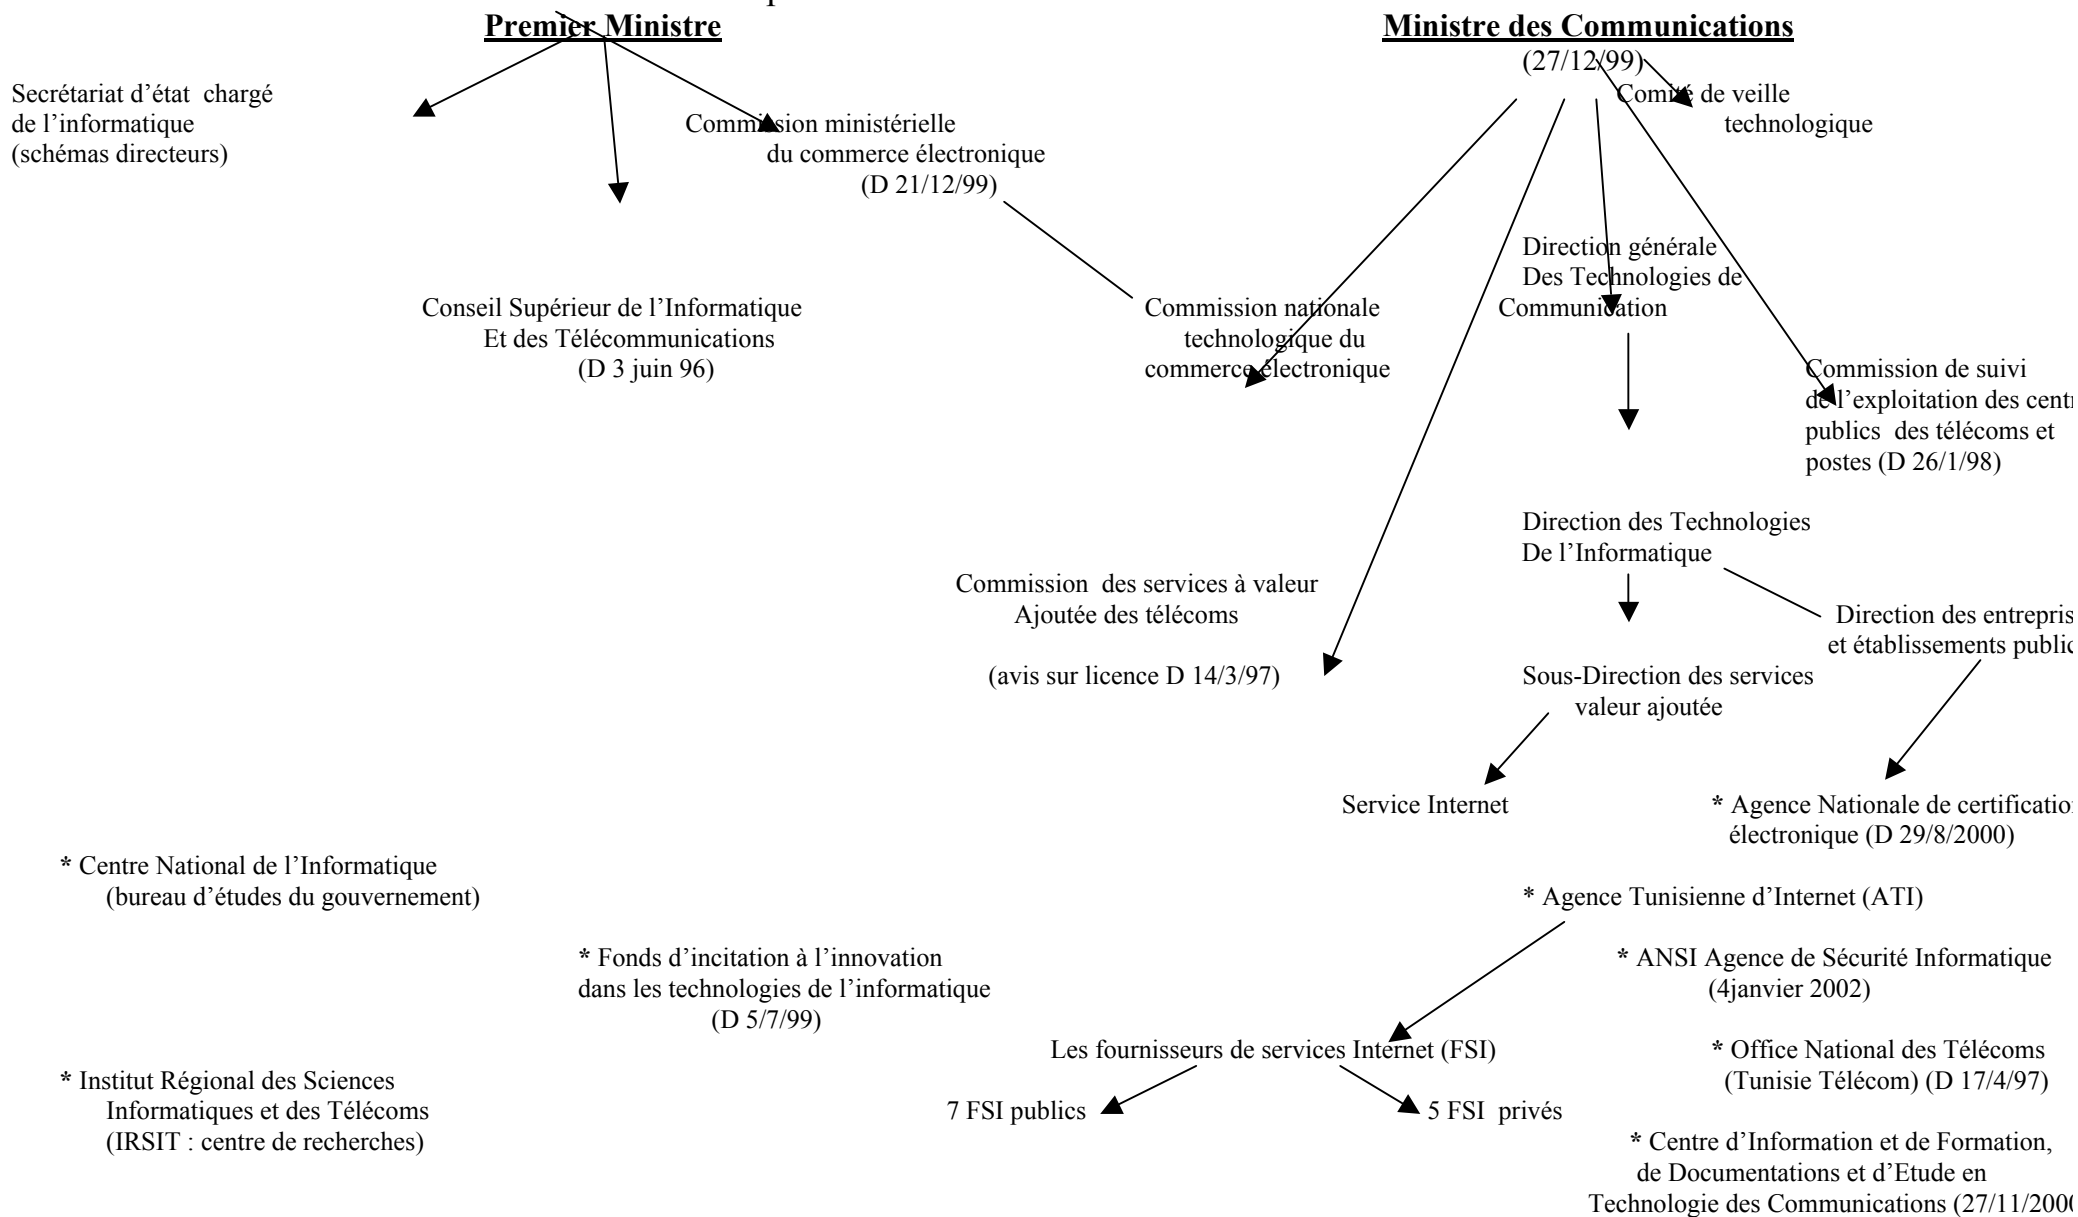 Premier Ministre
Ministre des Communications
(27/12/99)
Secrétariat d’état chargé
de l’informatique
(schémas directeurs)
Commission ministérielle
du commerce électronique
(D 21/12/99)
Comité de veille
technologique
Conseil Supérieur de l’Informatique
Et des Télécommunications
(D 3 juin 96)
Commission nationale
technologique du
commerce électronique
Direction générale
Des Technologies de
Communication
Commission de suivi
de l’exploitation des centr
publics des télécoms et
postes (D 26/1/98)
Direction des Technologies
De l’Informatique
Commission des services à valeur
Ajoutée des télécoms
(avis sur licence D 14/3/97)
Direction des entrepris
et établissements public
Sous-Direction des services
valeur ajoutée
Service Internet
* Agence Nationale de certification
électronique (D 29/8/2000)
* Centre National de l’Informatique
(bureau d’études du gouvernement)
* Agence Tunisienne d’Internet (ATI)
* Fonds d’incitation à l’innovation
dans les technologies de l’informatique
(D 5/7/99)
* ANSI Agence de Sécurité Informatique
(4janvier 2002)
Les fournisseurs de services Internet (FSI)
* Office National des Télécoms
(Tunisie Télécom) (D 17/4/97)
* Institut Régional des Sciences
Informatiques et des Télécoms
(IRSIT : centre de recherches)
7 FSI publics
5 FSI privés
* Centre d’Information et de Formation,
de Documentations et d’Etude en
Technologie des Communications (27/11/2000